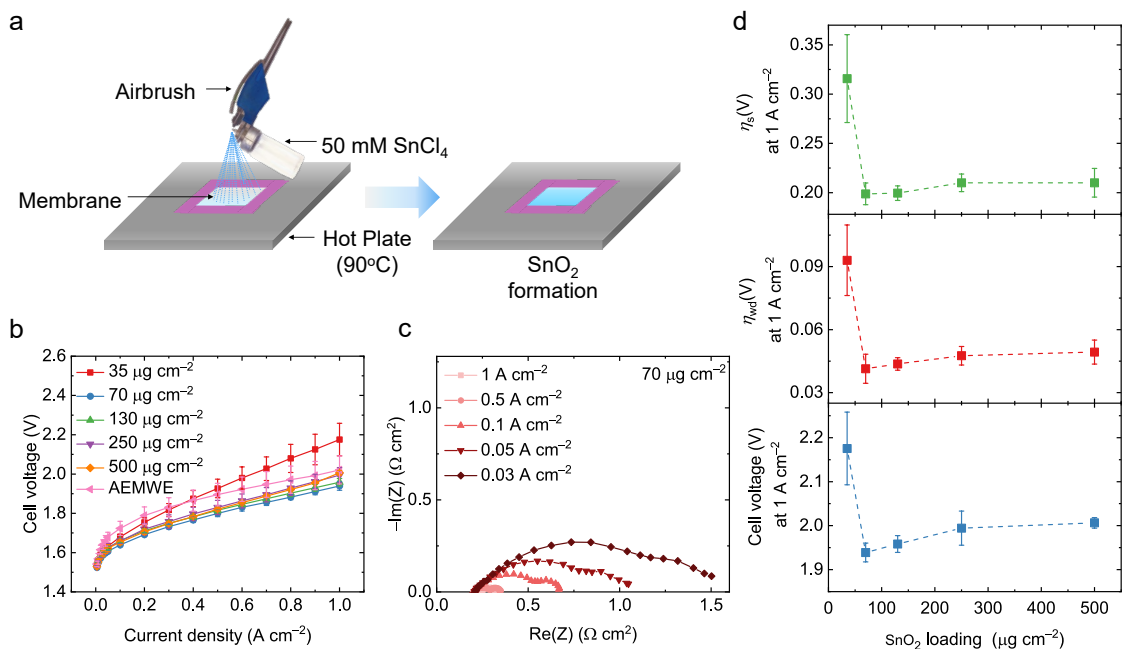 a
Airbrush
50 mM SnCl₄
Membrane
Hot Plate
(90°C)
SnO₂
formation
b
2.6
2.4
2.2
2.0
1.8
1.6
1.4
Cell voltage (V)
35 μg cm⁻²
70 μg cm⁻²
130 μg cm⁻²
250 μg cm⁻²
500 μg cm⁻²
AEMWE
0.0 0.2 0.4 0.6 0.8 1.0
Current density (A cm⁻²)
c
70 μg cm⁻²
1 A cm⁻²
0.5 A cm⁻²
0.1 A cm⁻²
0.05 A cm⁻²
0.03 A cm⁻²
1.0
0.5
0.0
–Im(Z) (Ω cm²)
0.0 0.5 1.0 1.5
Re(Z) (Ω cm²)
d
0.35
0.30
0.25
0.20
ηs(V)
at 1 A cm⁻²
0.09
0.06
0.03
ηwd(V)
at 1 A cm⁻²
2.2
2.1
2.0
1.9
Cell voltage (V)
at 1 A cm⁻²
0 100 200 300 400 500
SnO₂ loading (μg cm⁻²)